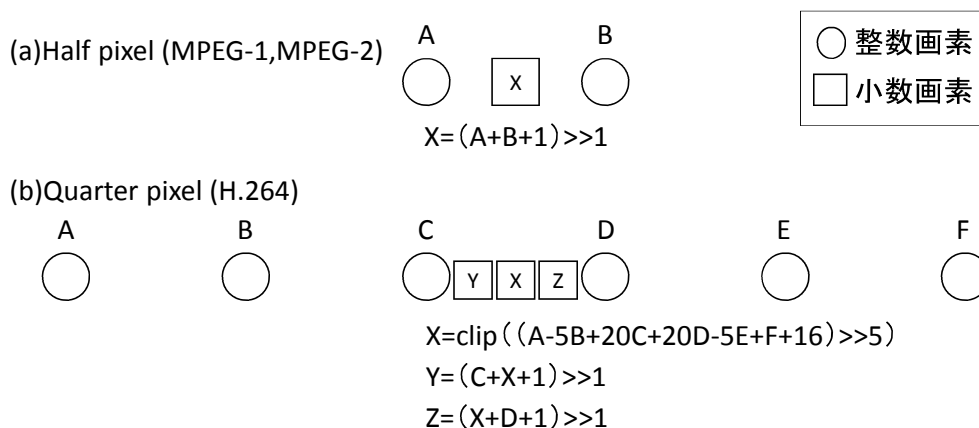 (a)Half pixel (MPEG-1,MPEG-2)
A B
X
X=(A+B+1)>>1
整数画素
小数画素
(b)Quarter pixel (H.264)
A B C D E F
Y X Z
X=clip((A-5B+20C+20D-5E+F+16)>>5)
Y=(C+X+1)>>1
Z=(X+D+1)>>1